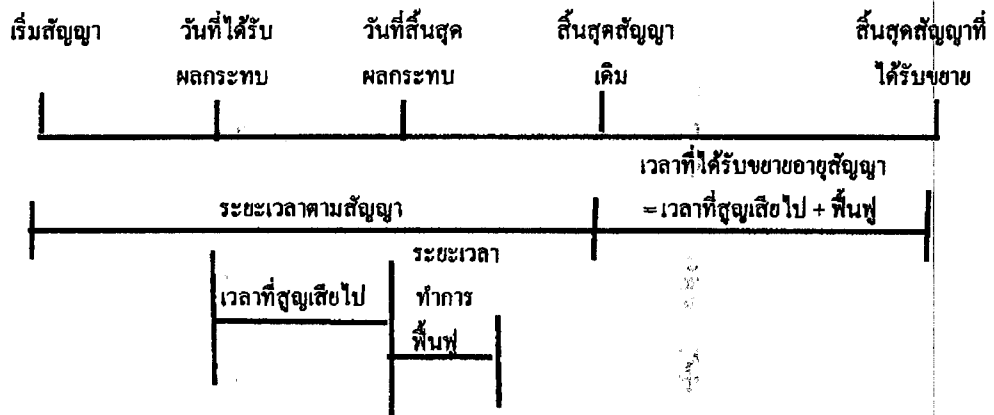 เริ่มสัญญา วันที่ได้รับ วันที่สิ้นสุด สิ้นสุดสัญญา สิ้นสุดสัญญาที่
ผลกระทบ ผลกระทบ เดิม ได้รับขยาย
เวลาที่ได้รับขยายอายุสัญญา
ระยะเวลาตามสัญญา =เวลาที่สูญเสียไป + ฟื้นฟู
ระยะเวลา
เวลาที่สูญเสียไป ทำการ
ฟื้นฟู